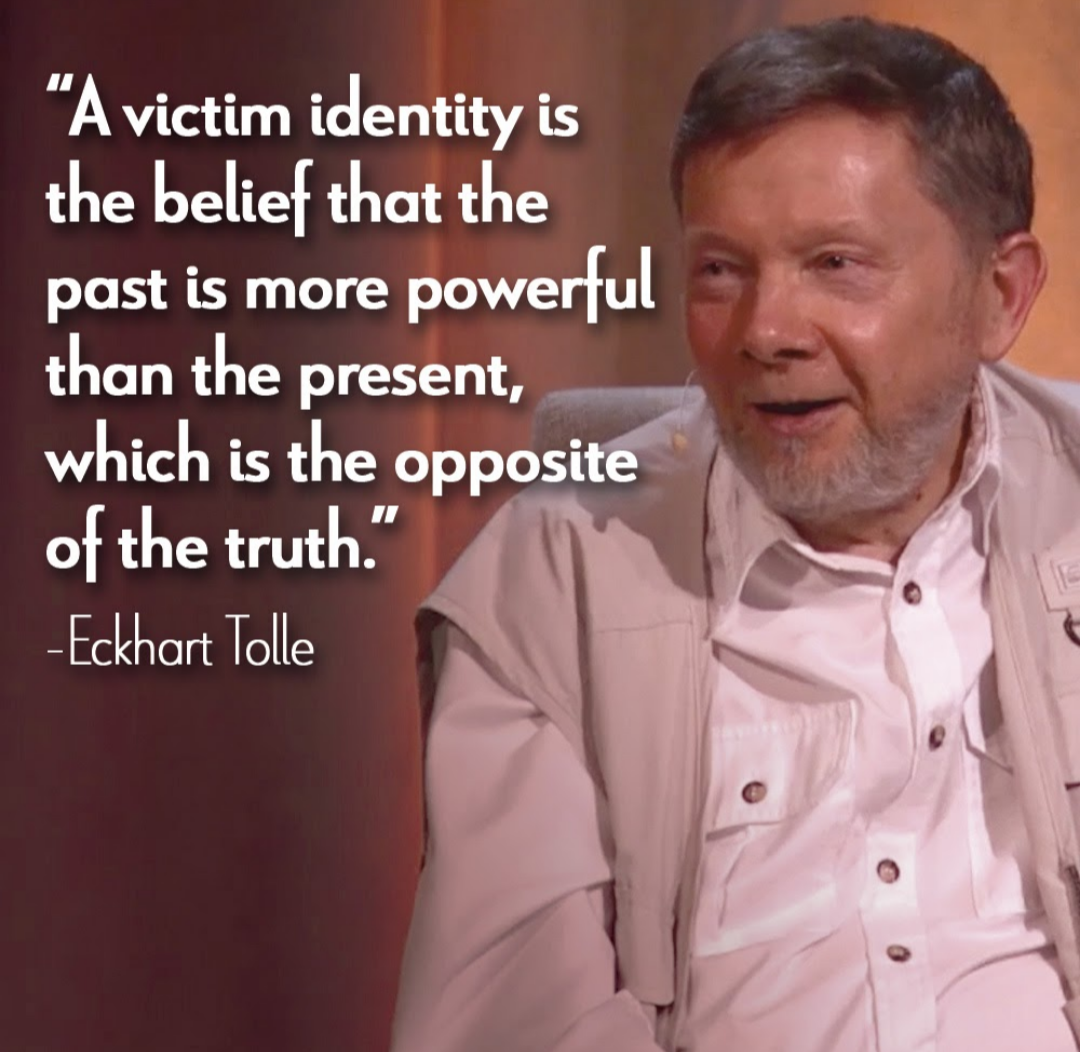 “A victim identity is
the belief that the
past is more powerful
than the present,
which is the opposite
of the truth.”
-Eckhart Tolle